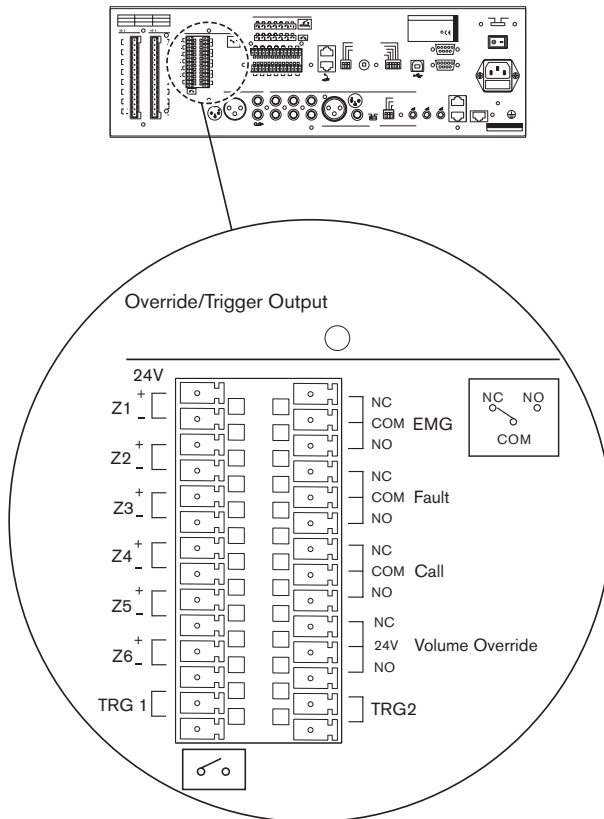 Override/Trigger Output
24V
Z1 + -
Z2 + -
Z3 + -
Z4 + -
Z5 + -
Z6 + -
TRG 1
NC
COM EMG
NO
NC
COM Fault
NO
NC
COM Call
NO
NC
24V Volume Override
NO
TRG2
NC NO
COM